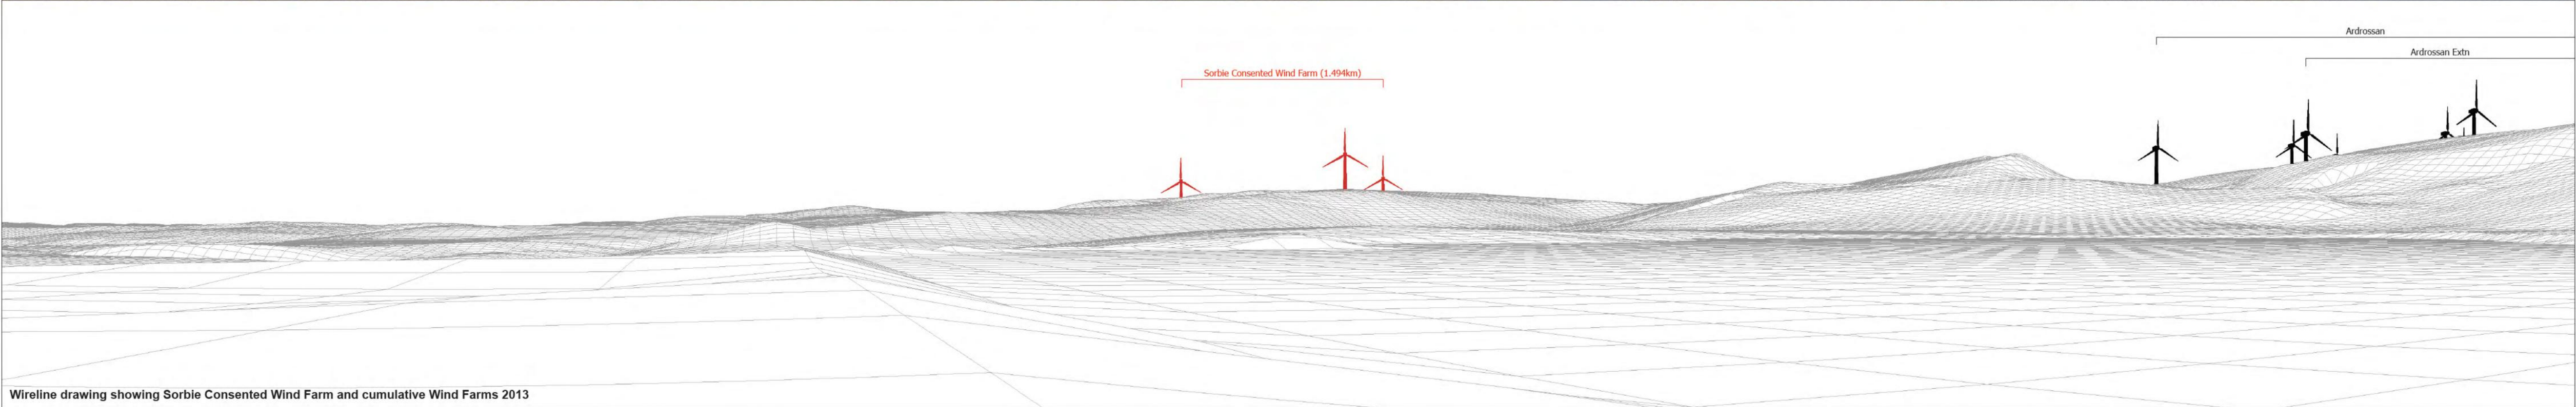 Ardrossan
Ardrossan Extn
Sorbie Consented Wind Farm (1.494km)
Wireline drawing showing Sorbie Consented Wind Farm and cumulative Wind Farms 2013